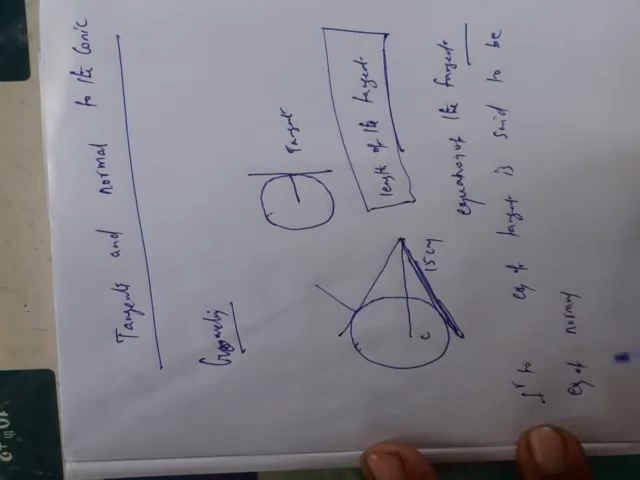 Tangents and normal to the Conic
Geometry
Tangent
length of the tangent
15 cm
C
equation of the tangent
⊥r to eq of tangent is said to be
eq of normal